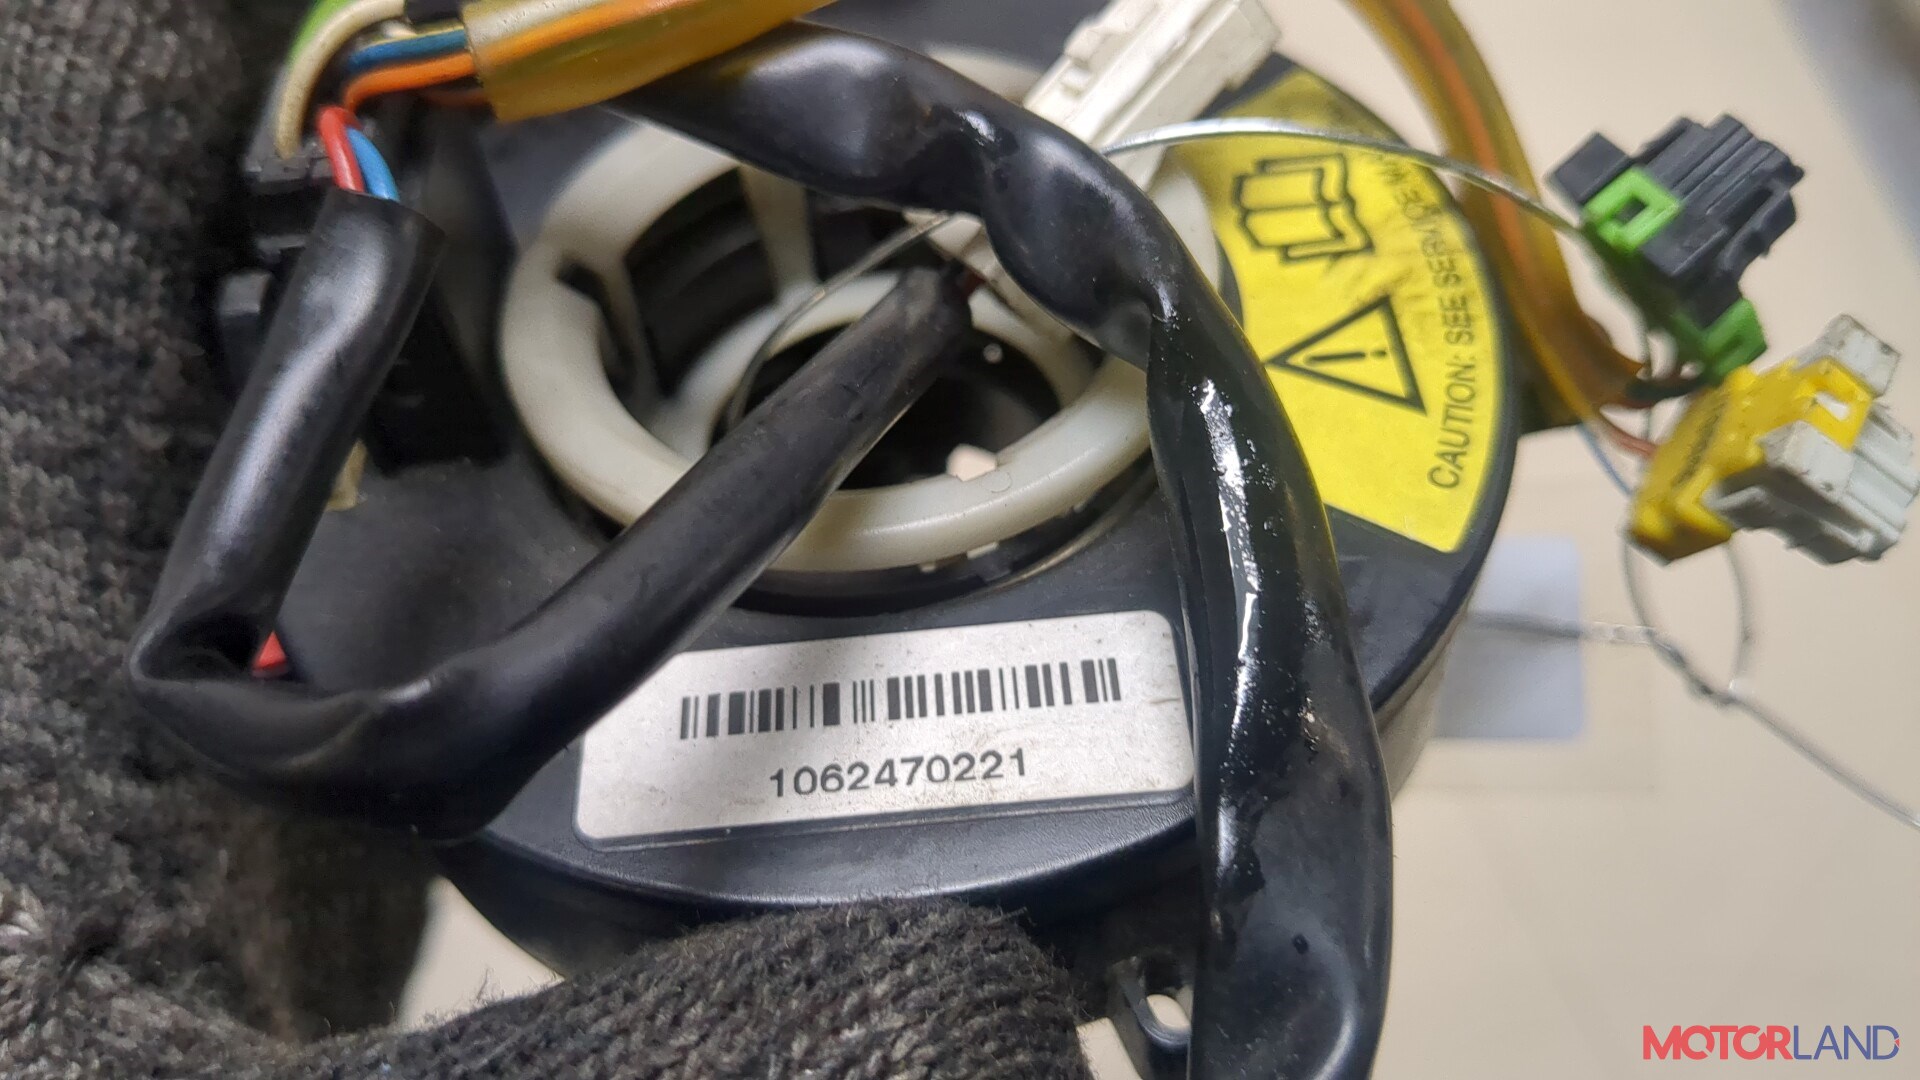 CAUTION: SEE SERVICE
1062470221
MOTORLAND